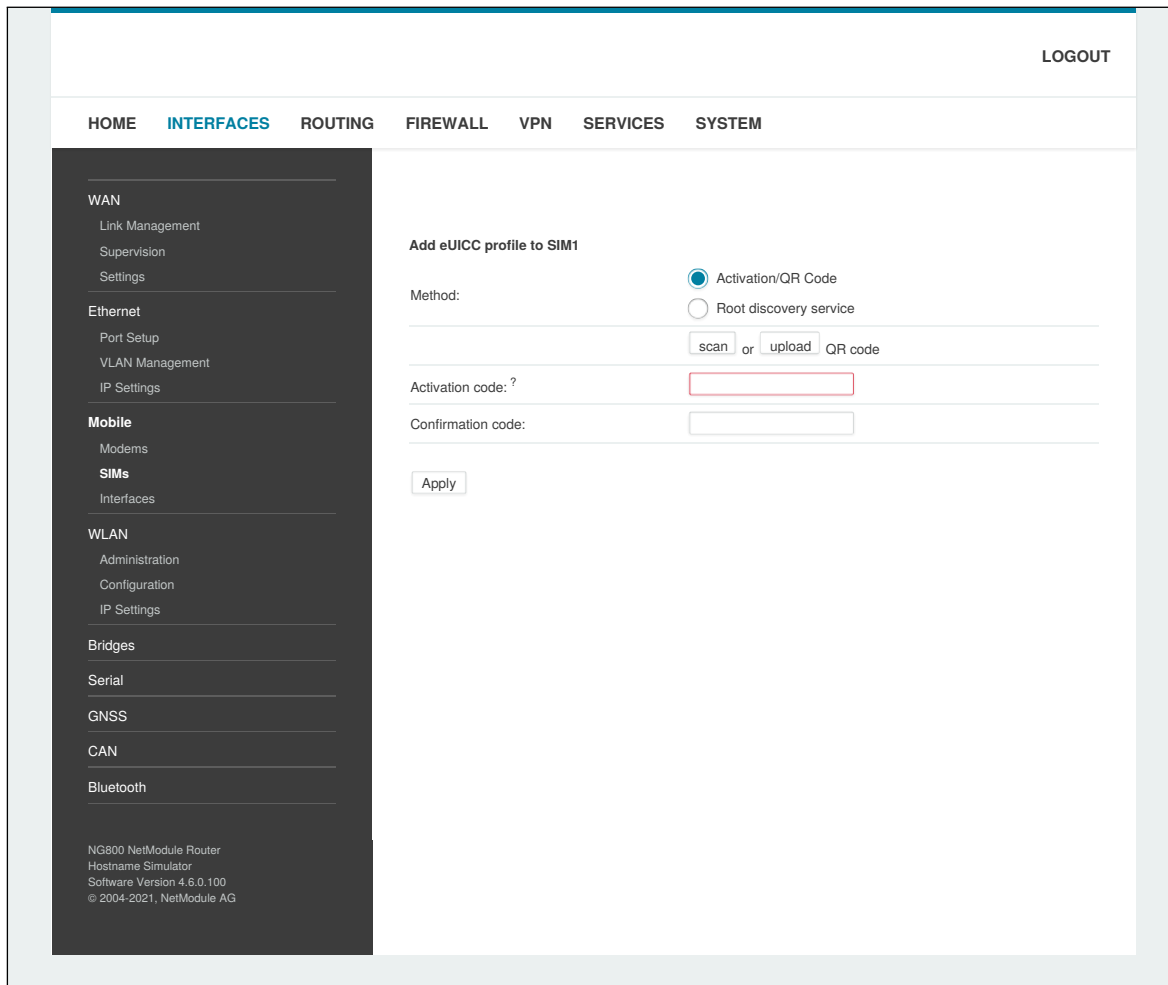 LOGOUT
HOME INTERFACES ROUTING FIREWALL VPN SERVICES SYSTEM
WAN
Link Management
Supervision
Settings
Ethernet
Port Setup
VLAN Management
IP Settings
Mobile
Modems
SIMs
Interfaces
WLAN
Administration
Configuration
IP Settings
Bridges
Serial
GNSS
CAN
Bluetooth
NG800 NetModule Router
Hostname Simulator
Software Version 4.6.0.100
© 2004-2021, NetModule AG
Add eUICC profile to SIM1
Method:
Activation/QR Code
Root discovery service
scan or upload QR code
Activation code: ?
Confirmation code:
Apply